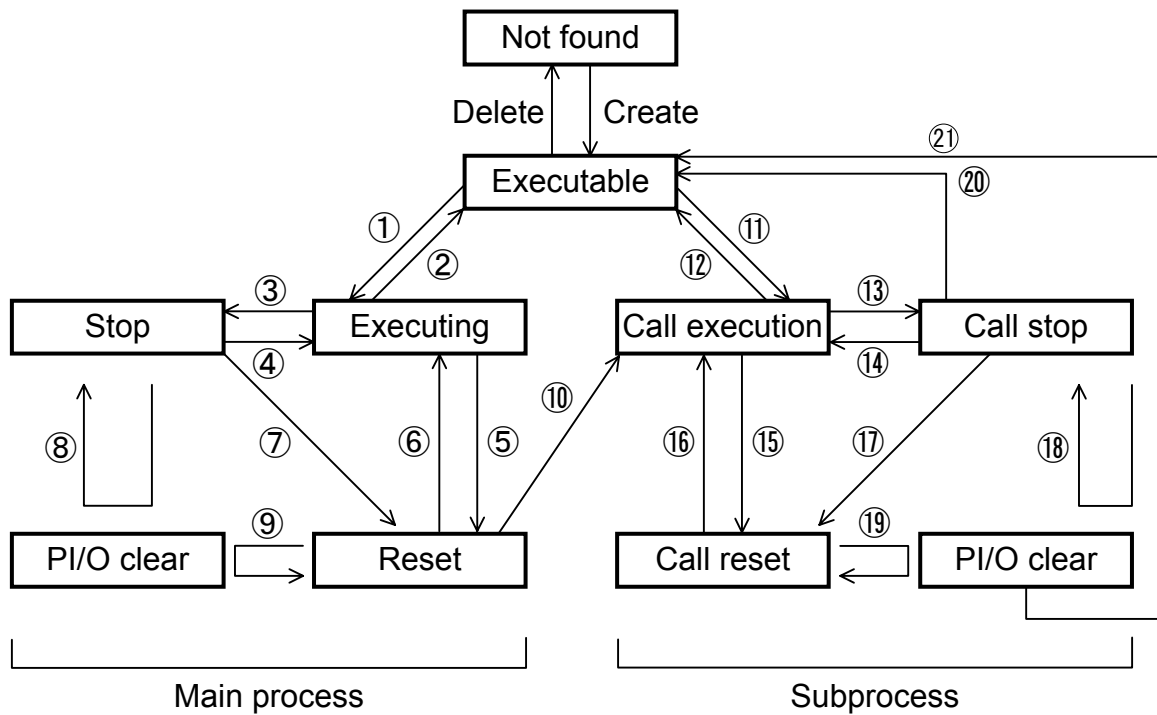 Not found
Delete Create
㉑
Executable ⑳
① ⑪
② ⑫
③ ⑬
Stop Executing Call execution Call stop
④ ⑭
⑩
⑧ ⑦ ⑥ ⑤ ⑯ ⑮ ⑰ ⑱
⑨ ⑲
PI/O clear Reset Call reset PI/O clear
Main process Subprocess